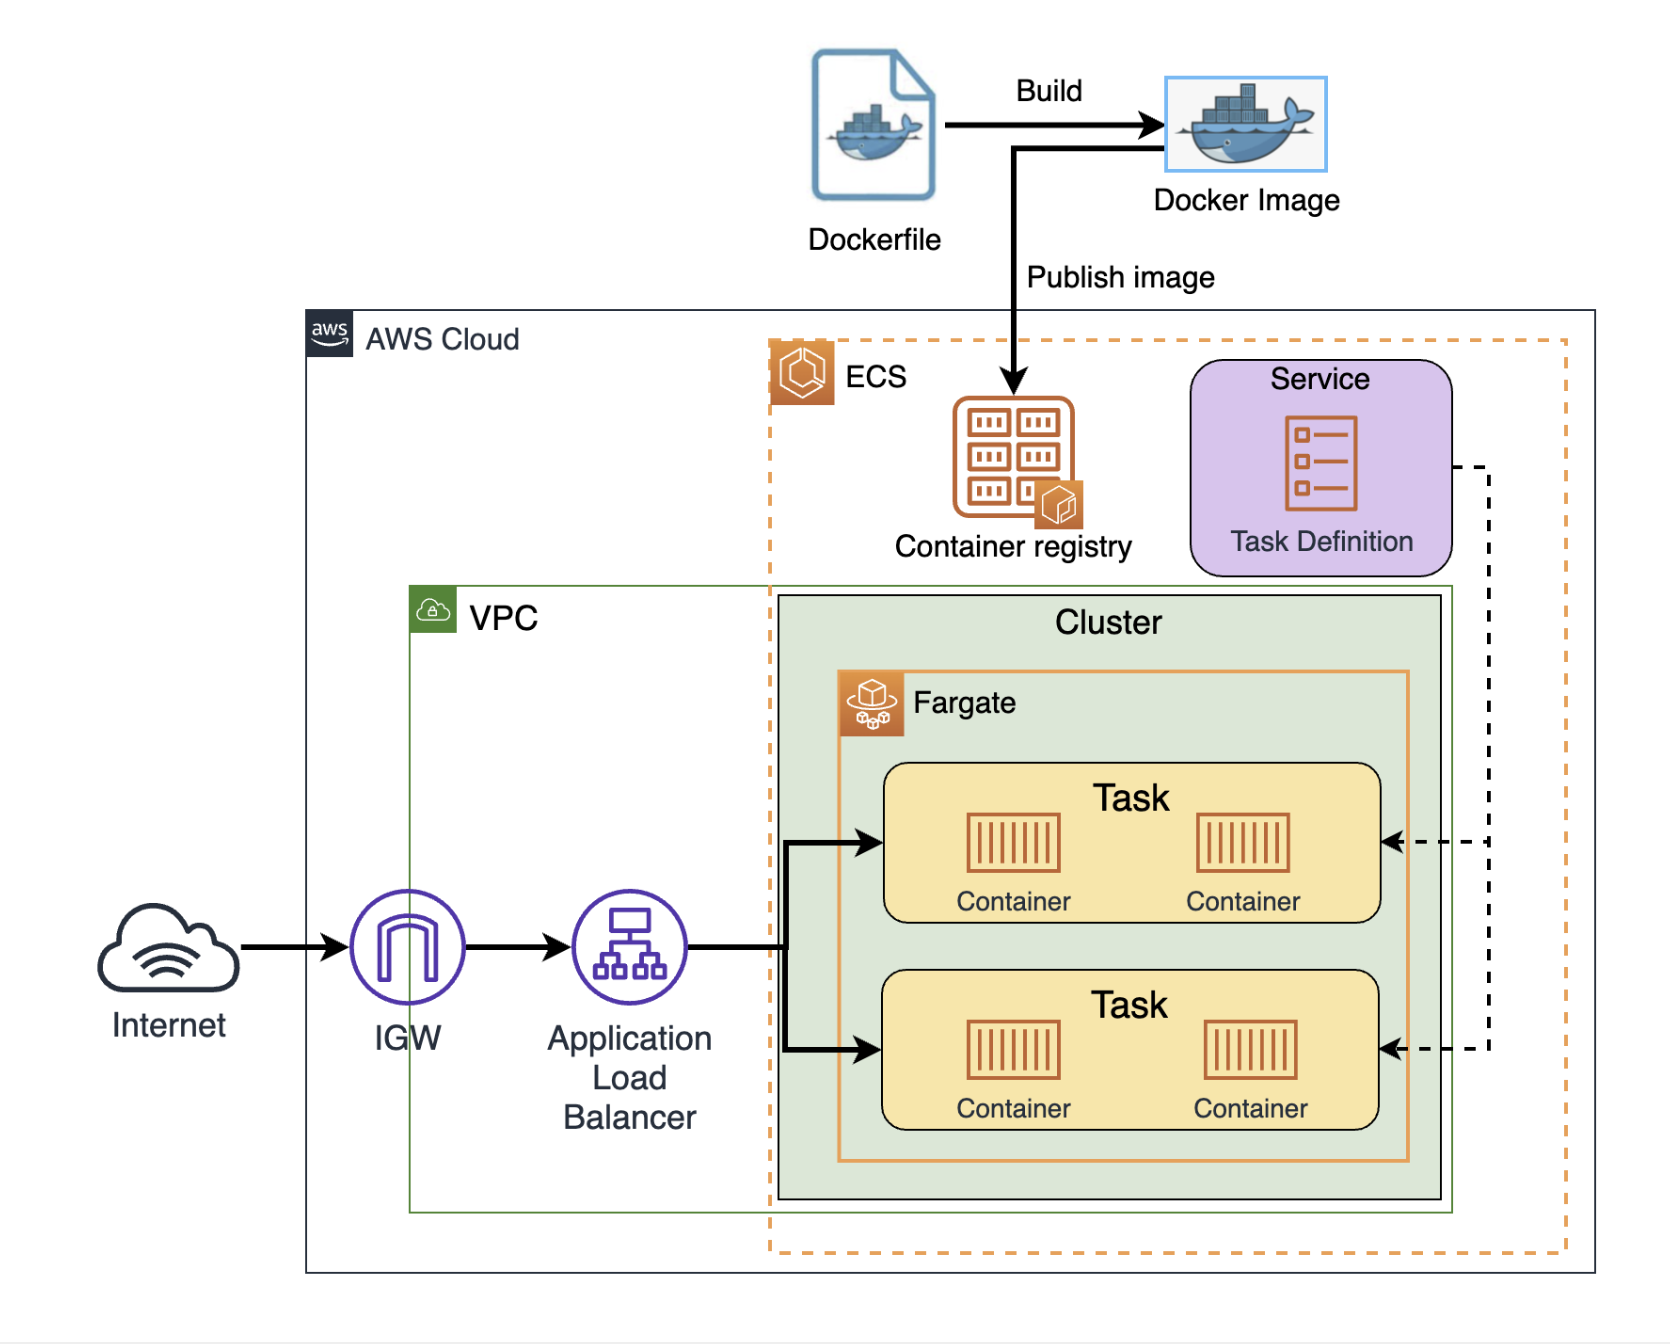 Build
Docker Image
Dockerfile
Publish image
aws
AWS Cloud
ECS
Service
Task Definition
Container registry
VPC
Cluster
Fargate
Task
Container
Container
Task
Container
Container
Internet
IGW
Application
Load
Balancer